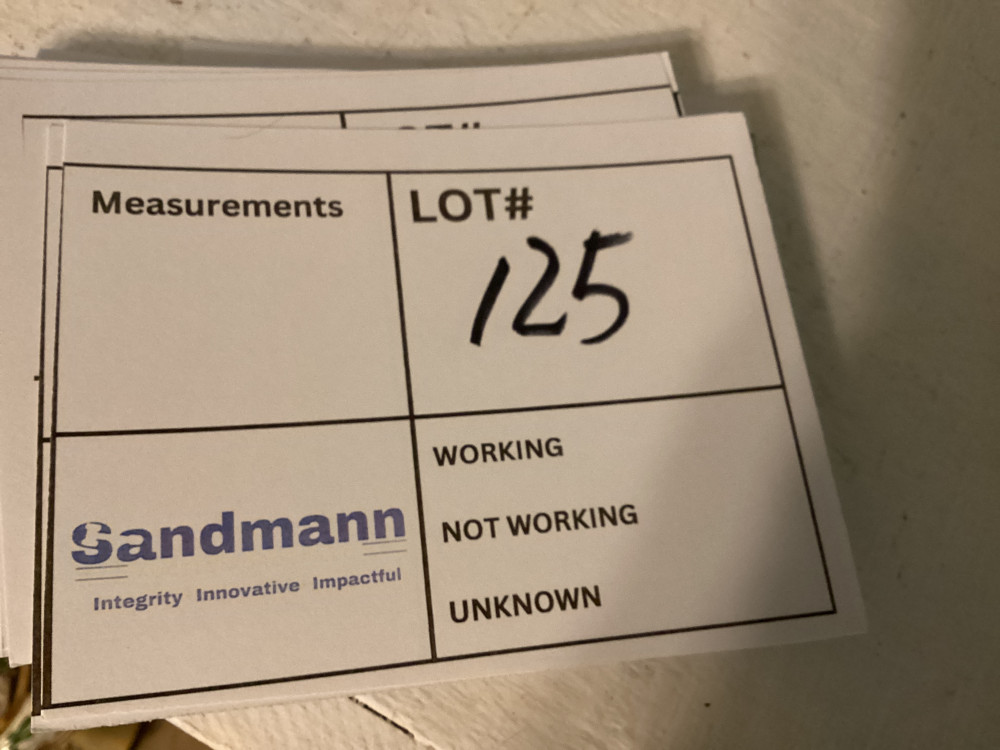 Measurements
LOT#
125
WORKING
NOT WORKING
UNKNOWN
Sandmann
Integrity Innovative Impactful